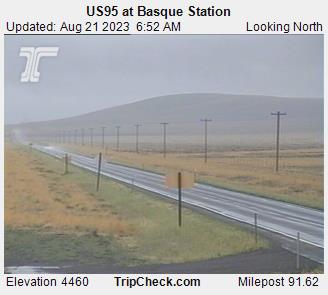 US95 at Basque Station
Updated: Aug 21 2023 6:52 AM Looking North
Elevation 4460 TripCheck.com Milepost 91.62